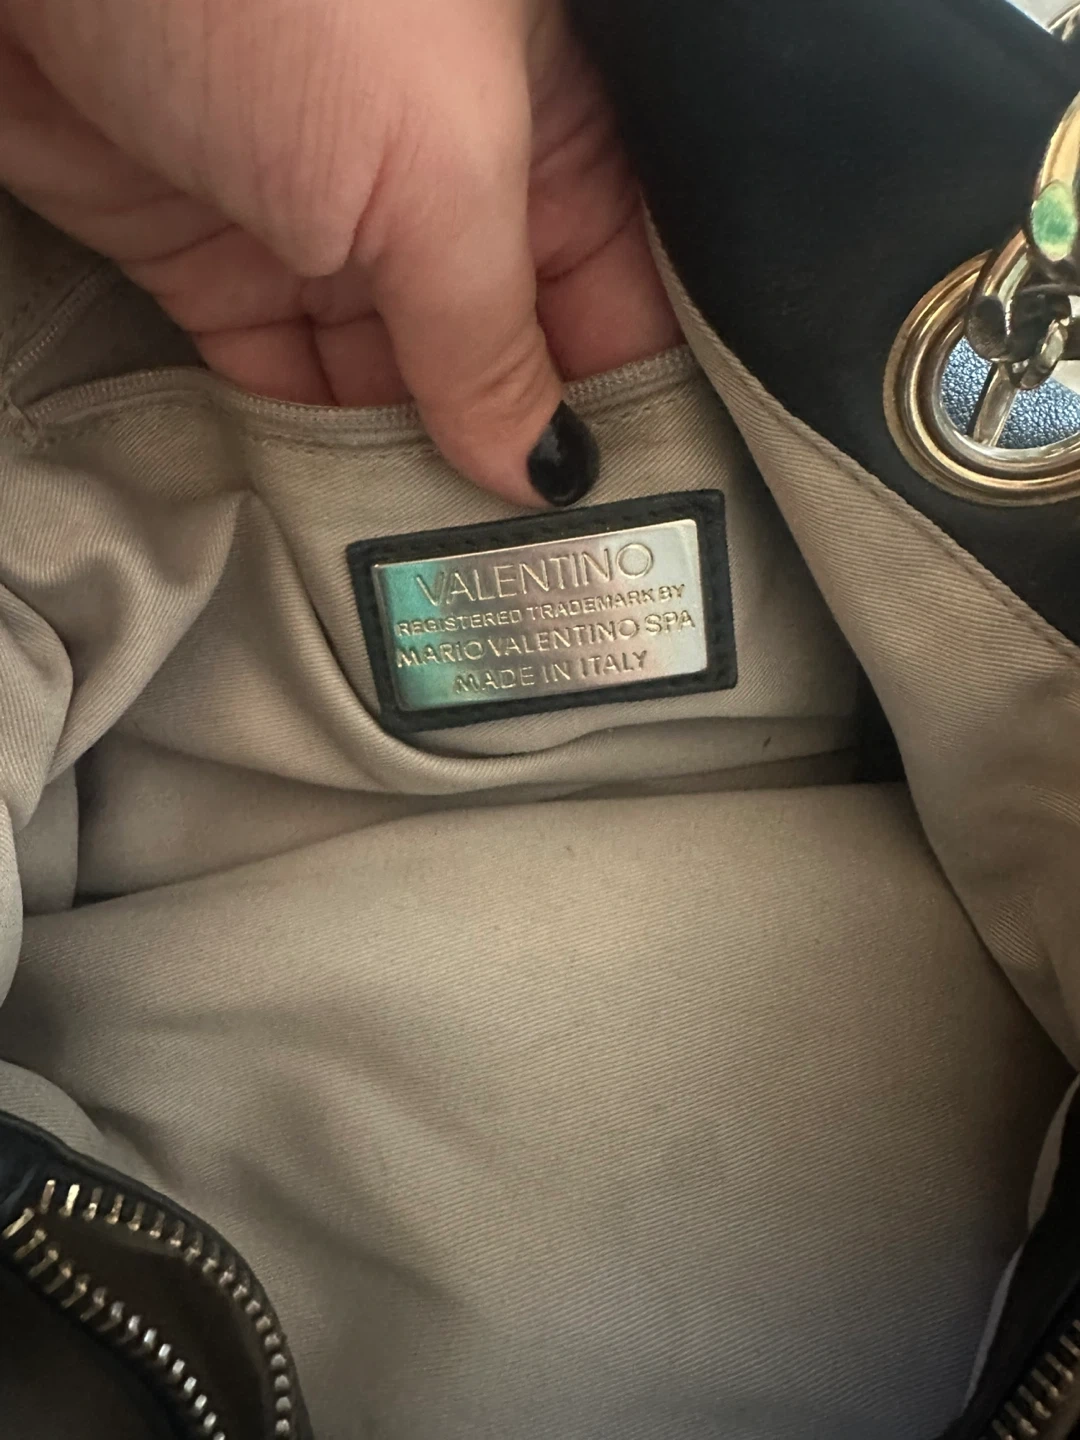 VALENTINO
REGISTERED TRADEMARK BY
MARIO VALENTINO SPA
MADE IN ITALY